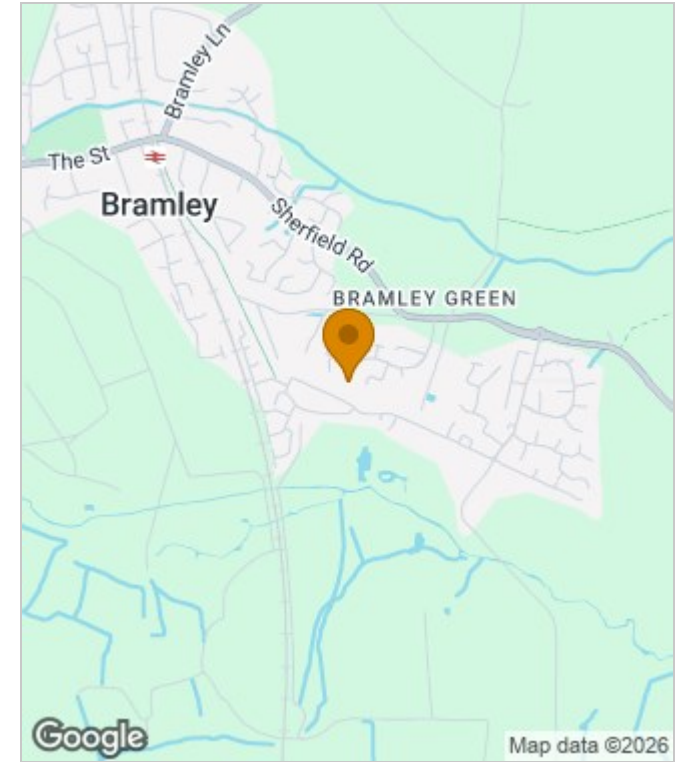 Bramley Ln
The St
Bramley
Sherfield Rd
BRAMLEY GREEN
Google
Map data ©2026